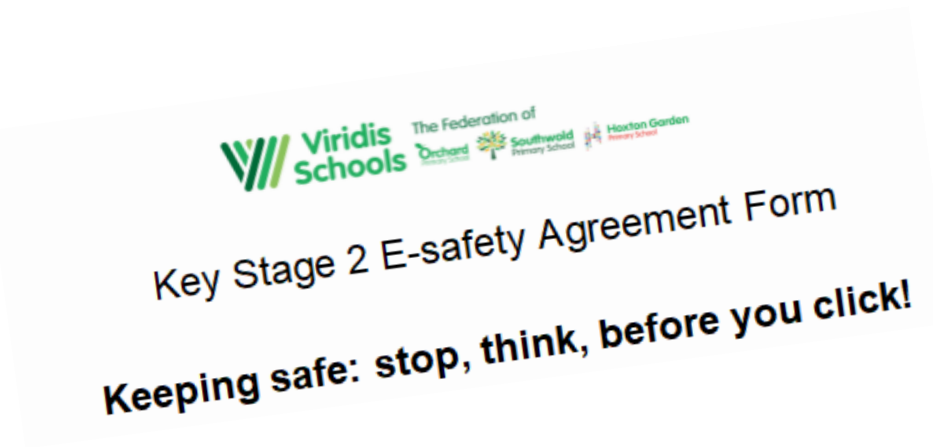 Viridis Schools
The Federation of
Orchard Primary School
Southwold Primary School
Hoxton Garden Primary School
Key Stage 2 E-safety Agreement Form
Keeping safe: stop, think, before you click!